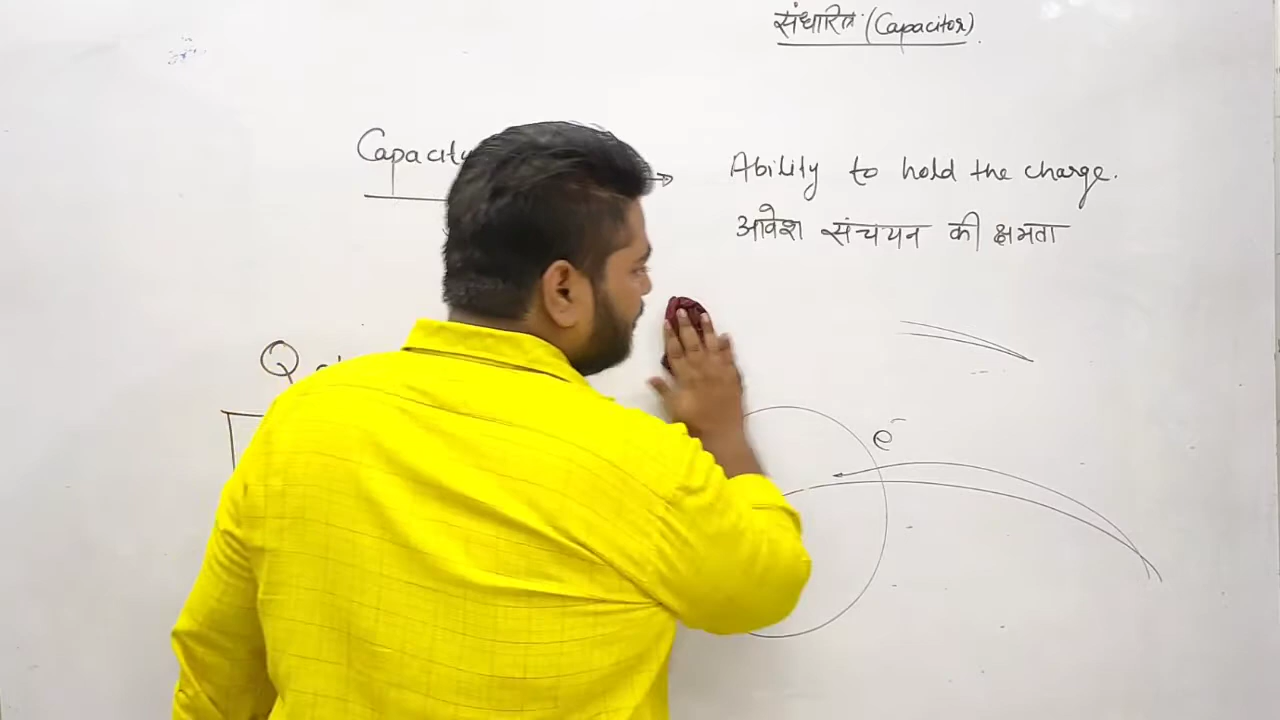 संधारित्र (Capacitor)
Ability to hold the charge.
आवेश संचयन की क्षमता
Q
e⁻